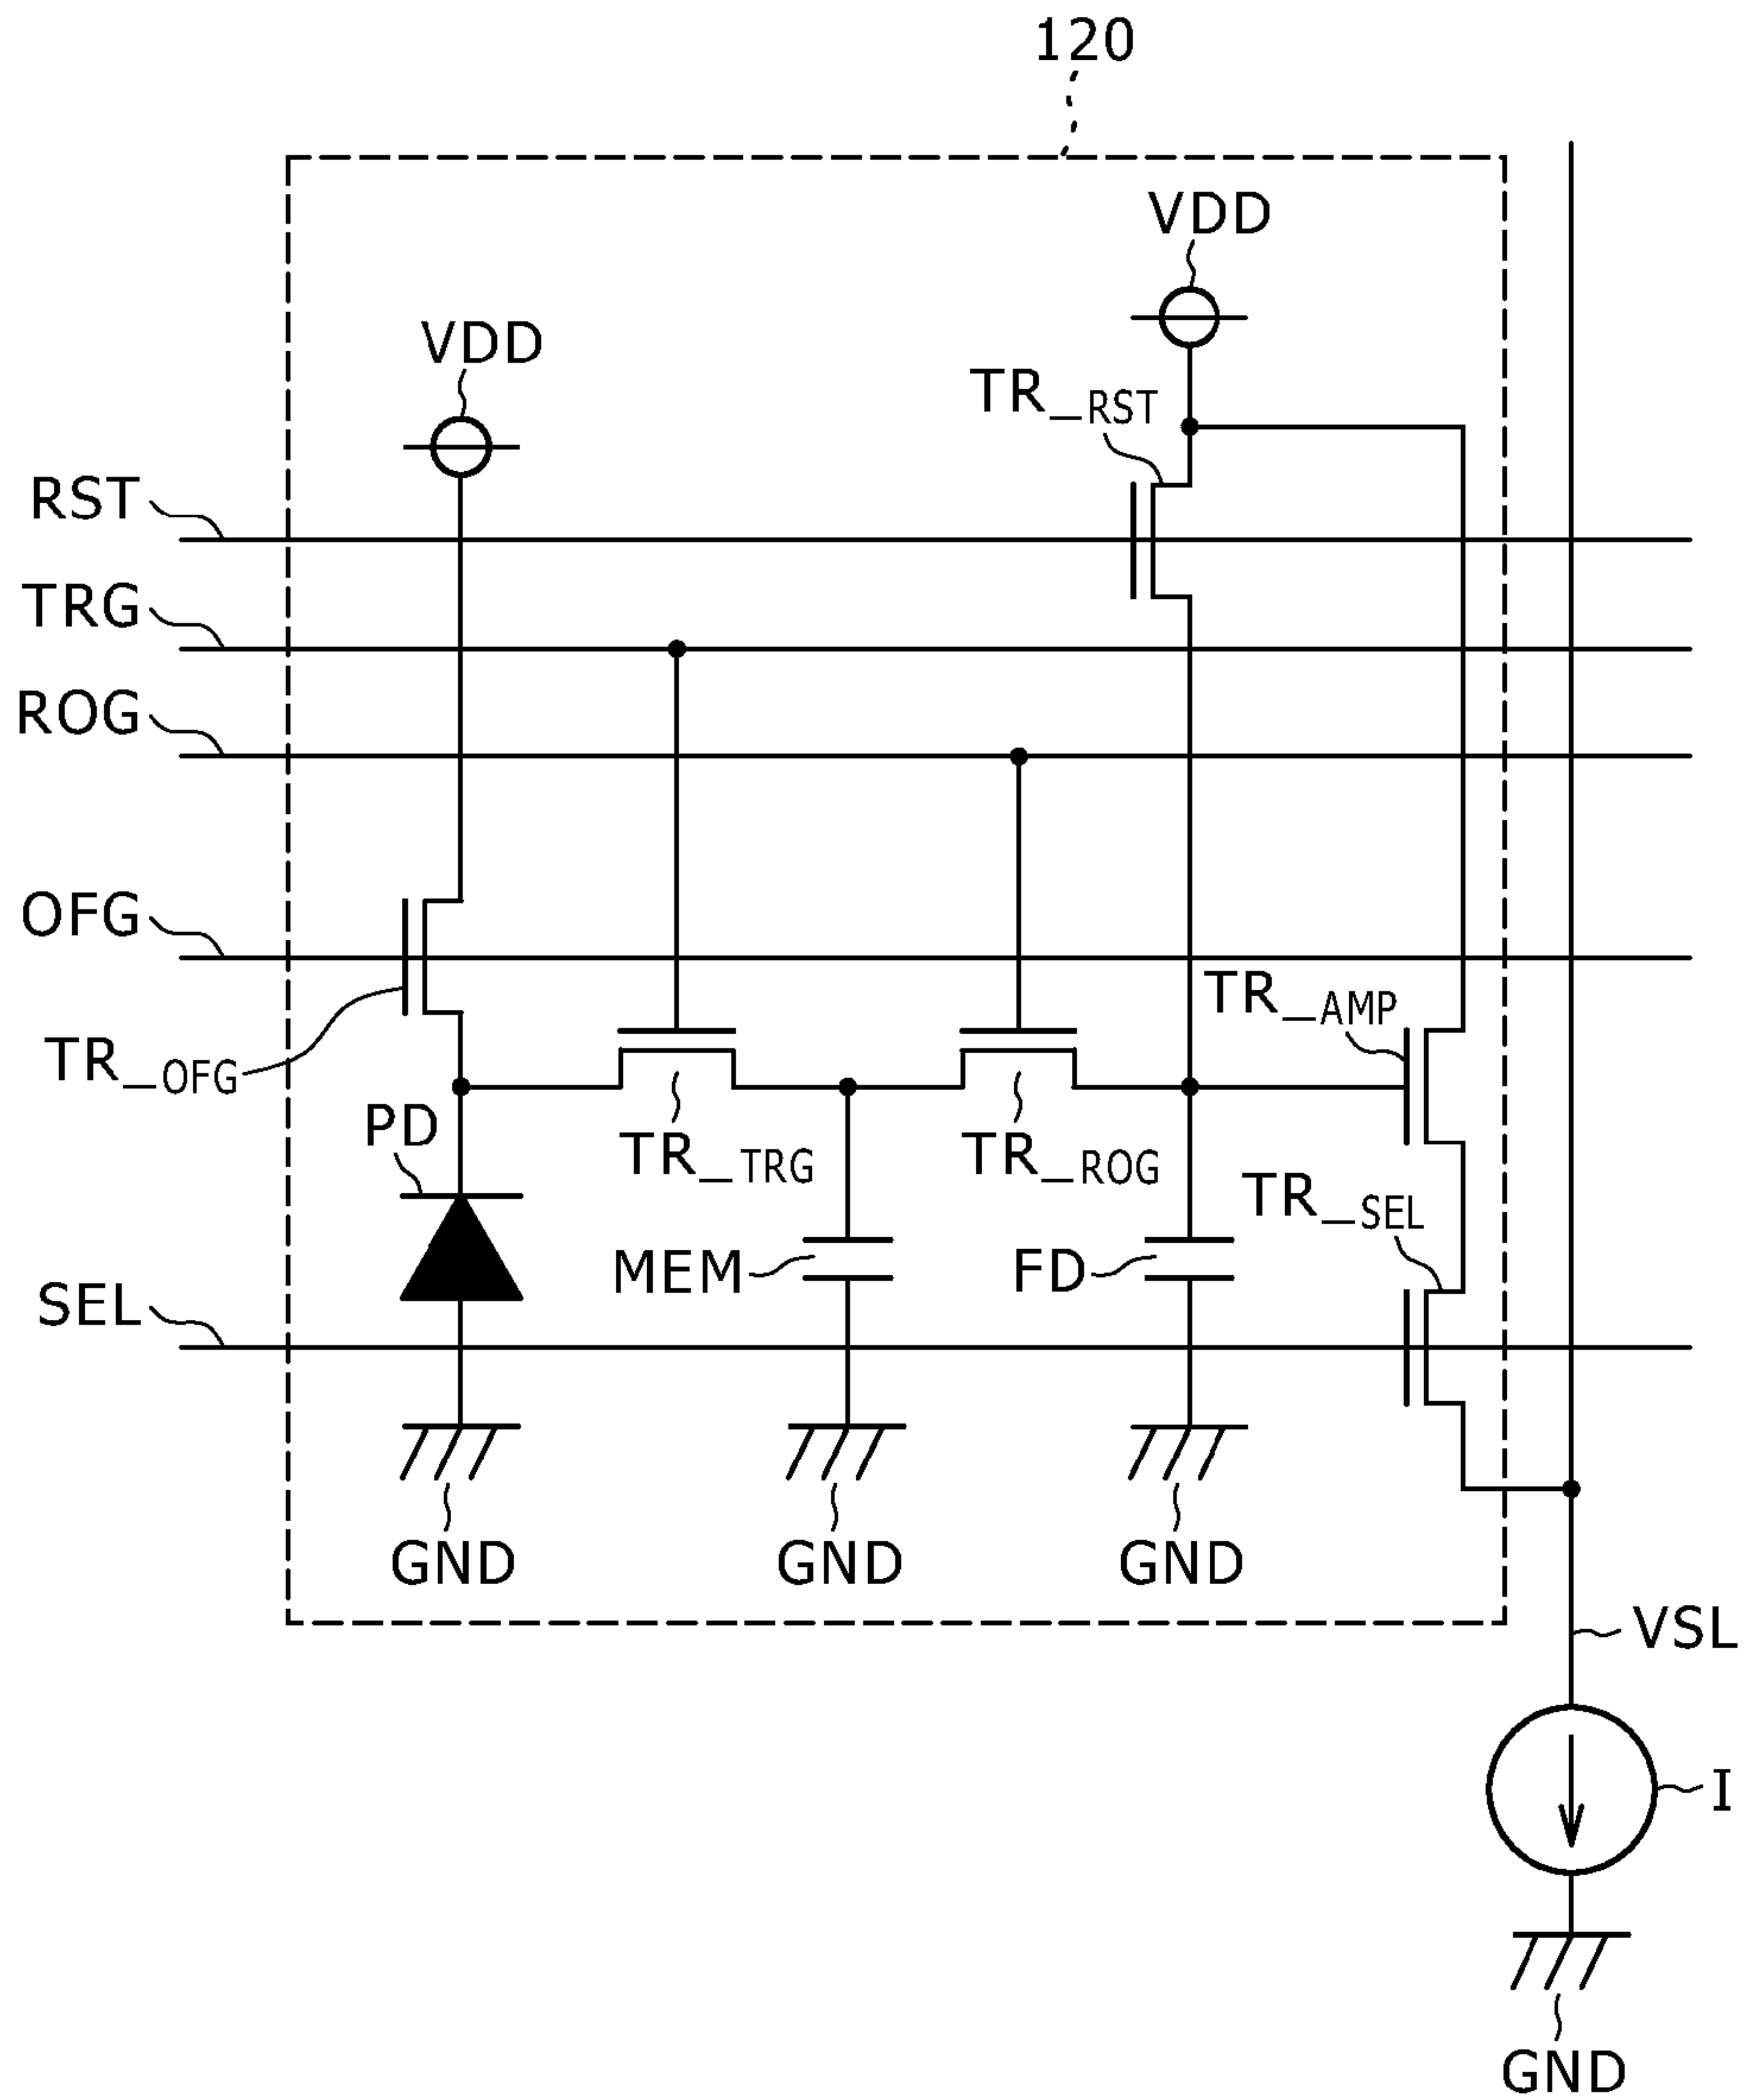 120
VDD
VDD
TR_RST
RST
TRG
ROG
OFG
TR_AMP
TR_OFG
PD
TR_TRG
TR_ROG
TR_SEL
MEM
FD
SEL
GND
GND
GND
VSL
I
GND